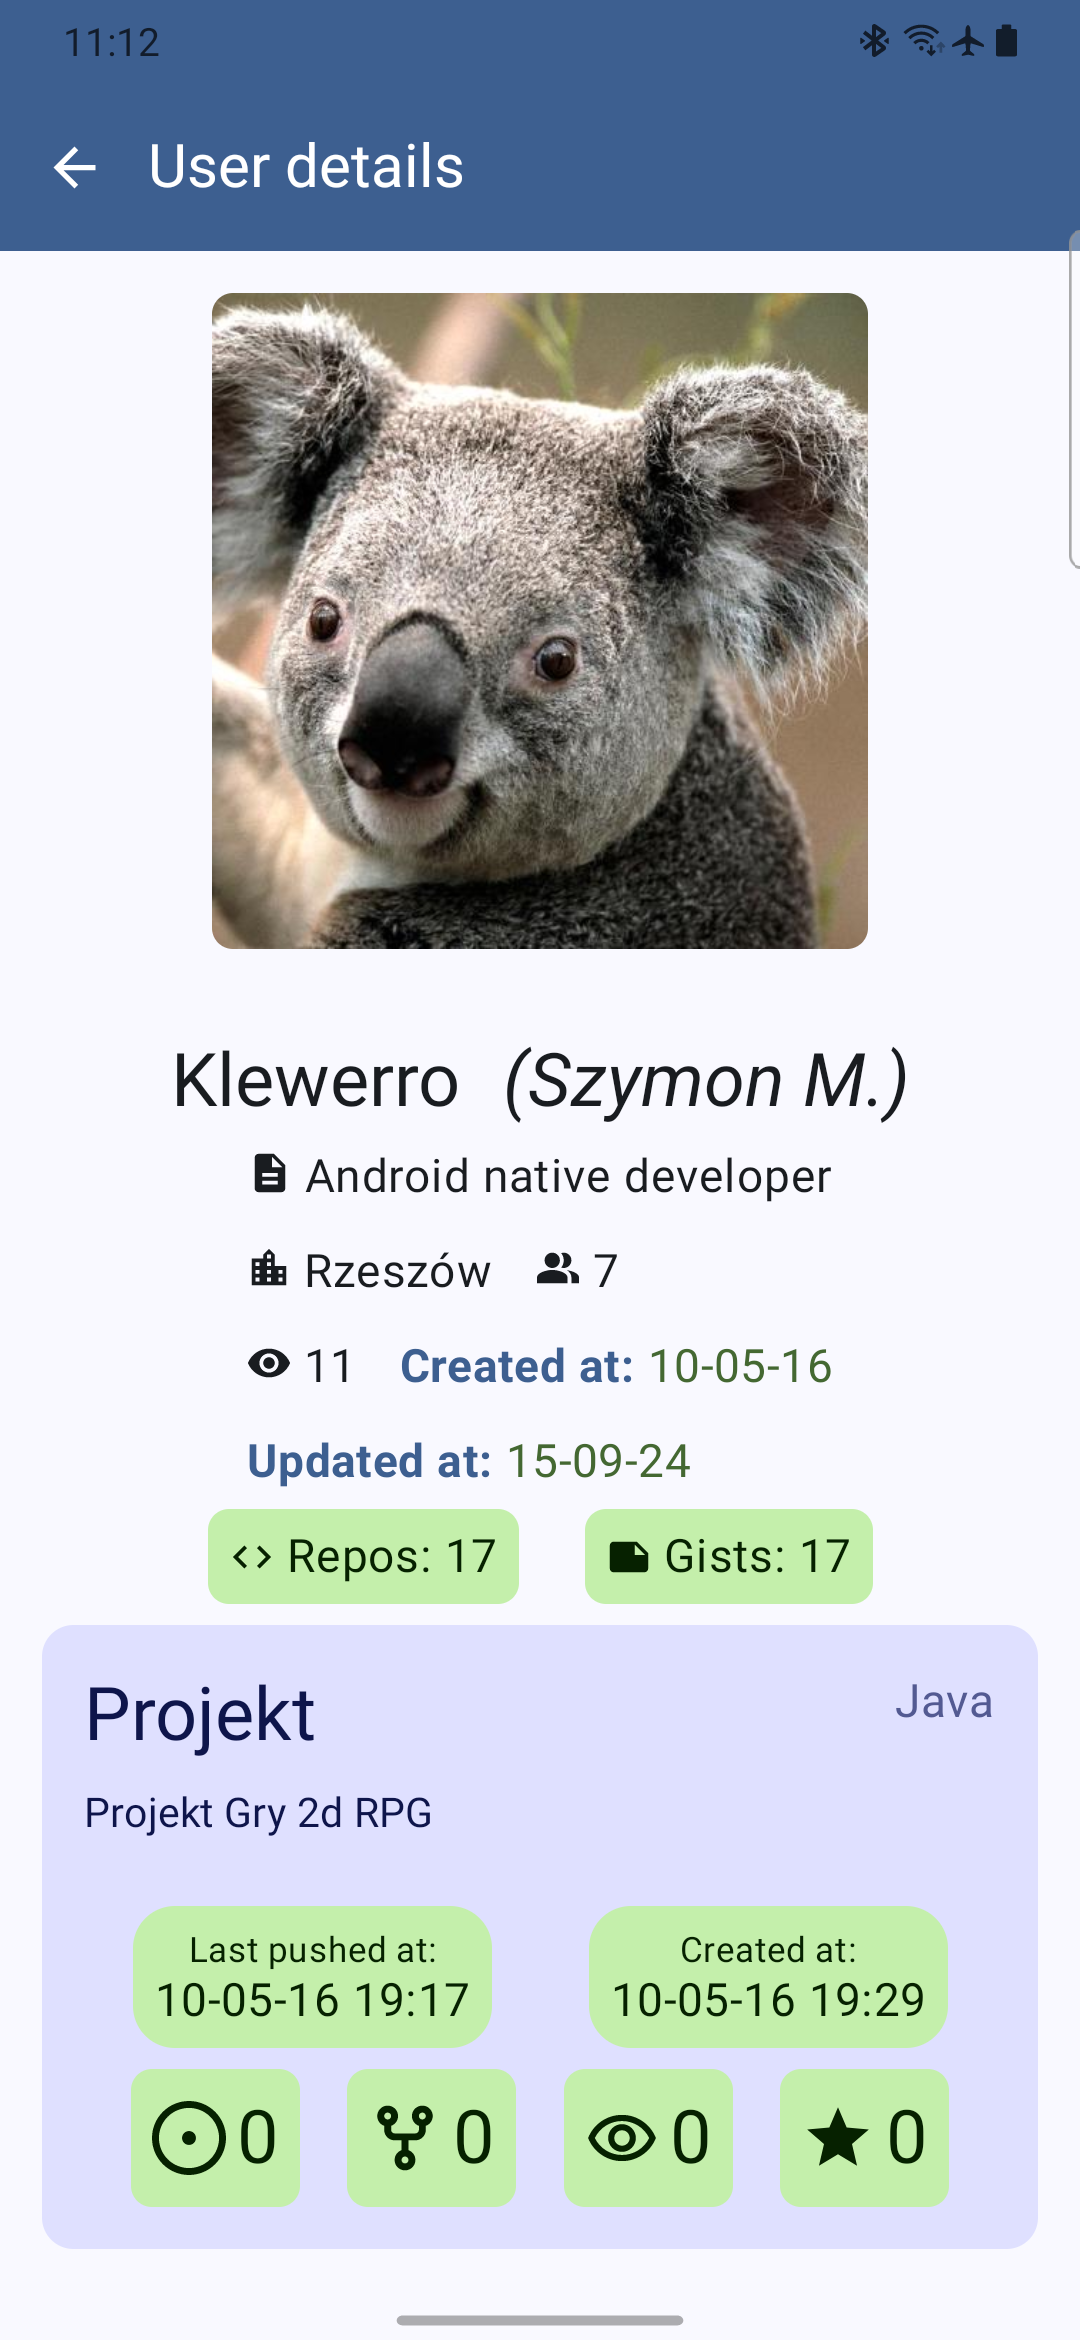 11:12
User details
Klewerro (Szymon M.)
Android native developer
Rzeszów 7
11 Created at: 10-05-16
Updated at: 15-09-24
Repos: 17 Gists: 17
Projekt Java
Projekt Gry 2d RPG
Last pushed at: Created at:
10-05-16 19:17 10-05-16 19:29
0 0 0 0